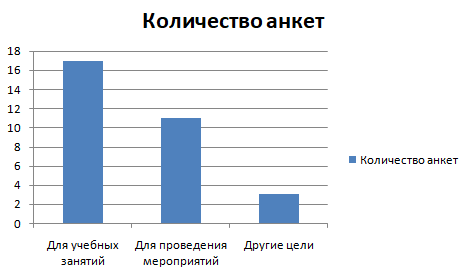 Количество анкет
18
16
14
12
10
8
6
4
2
0
Для учебных
занятий
Для проведения
мероприятий
Другие цели
Количество анкет